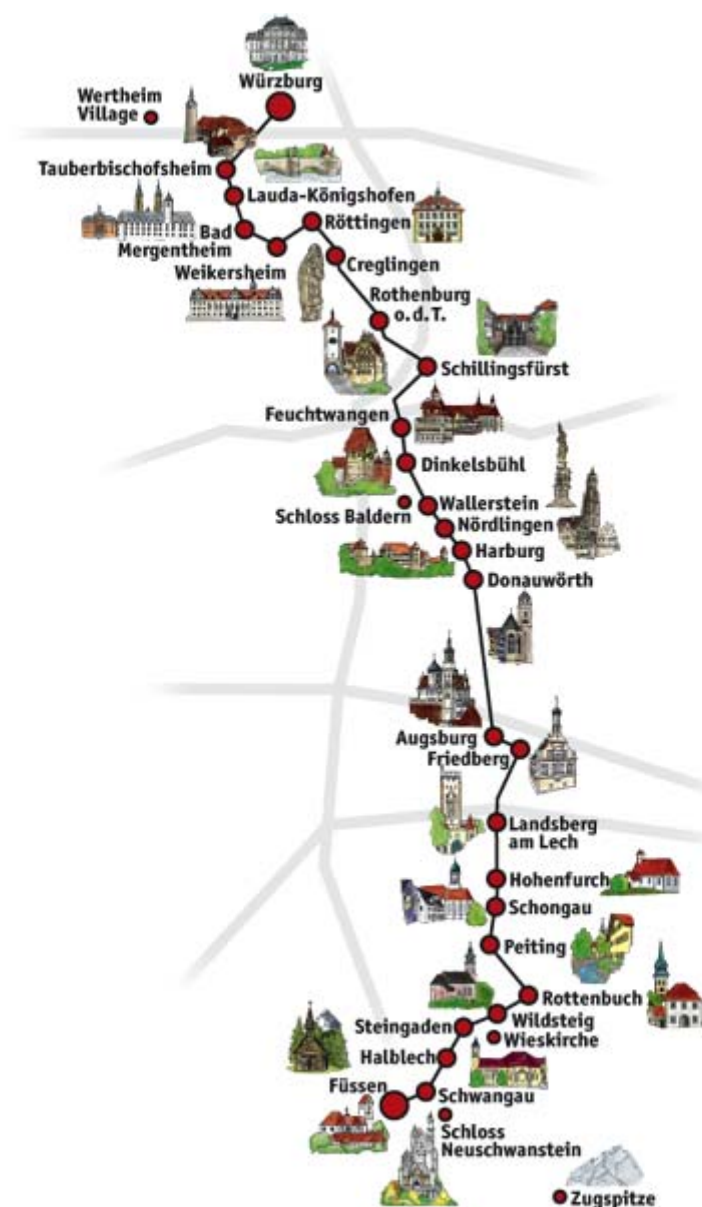 Würzburg
Wertheim
Village
Tauberbischofsheim
Lauda-Königshofen
Bad
Mergentheim
Röttingen
Weikersheim
Creglingen
Rothenburg
o.d.T.
Schillingsfürst
Feuchtwangen
Dinkelsbühl
Schloss Baldern
Wallerstein
Nördlingen
Harburg
Donauwörth
Augsburg
Friedberg
Landsberg
am Lech
Hohenfurch
Schongau
Peiting
Rottenbuch
Wildsteig
Steingaden
Wieskirche
Halblech
Füssen
Schwangau
Schloss
Neuschwanstein
Zugspitze